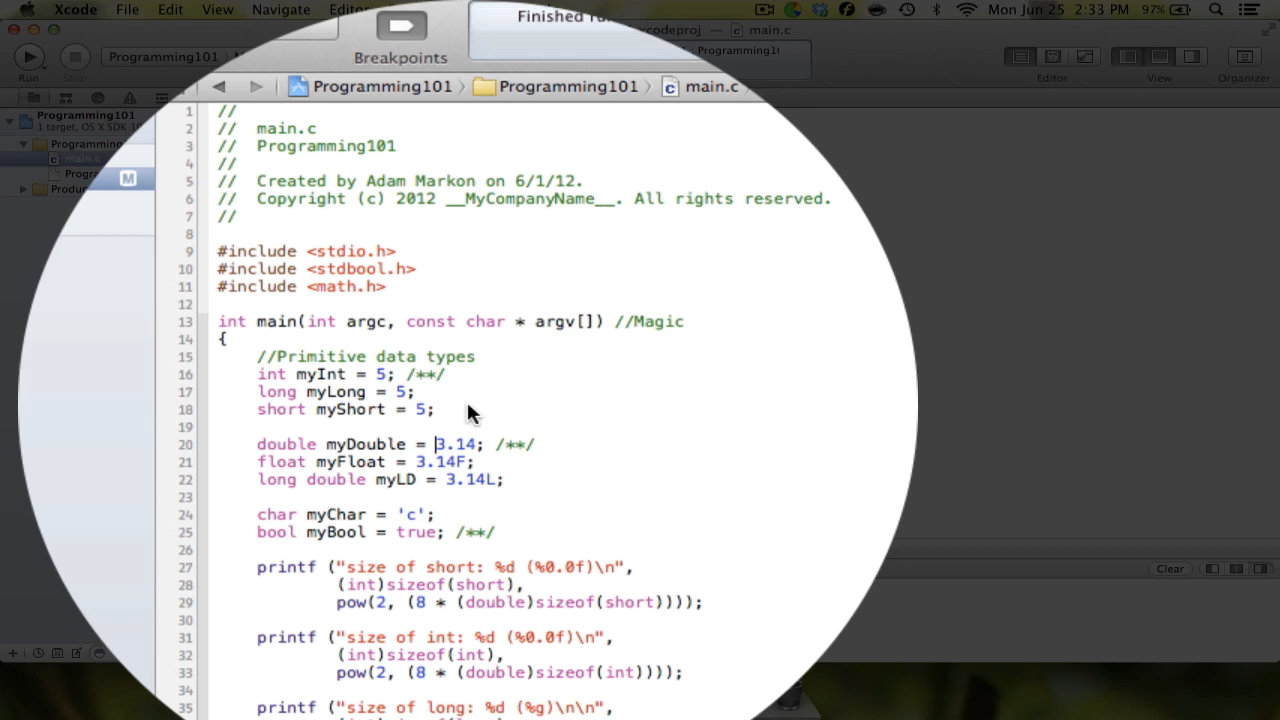 Xcode File Edit View Navigate Editor Mon Jun 25 2:33 PM 97%
codeproj — c main.c
Run Stop Programming101 Breakpoints Finished Programming1 Editor View Organizer
Programming101 Programming101 c main.c
Programming101
1 target, OS X SDK
Programming
c main.c M
Progra
Produ
1 //
2 // main.c
3 // Programming101
4 //
5 // Created by Adam Markon on 6/1/12.
6 // Copyright (c) 2012 __MyCompanyName__. All rights reserved.
7 //
8
9 #include <stdio.h>
10 #include <stdbool.h>
11 #include <math.h>
12
13 int main(int argc, const char * argv[]) //Magic
14 {
15 //Primitive data types
16 int myInt = 5; /**/
17 long myLong = 5;
18 short myShort = 5;
19
20 double myDouble = 3.14; /**/
21 float myFloat = 3.14F;
22 long double myLD = 3.14L;
23
24 char myChar = 'c';
25 bool myBool = true; /**/
26
27 printf ("size of short: %d (%0.0f)\n",
28 (int)sizeof(short),
29 pow(2, (8 * (double)sizeof(short))));
30
31 printf ("size of int: %d (%0.0f)\n",
32 (int)sizeof(int),
33 pow(2, (8 * (double)sizeof(int))));
34
35 printf ("size of long: %d (%g)\n\n",
Clear